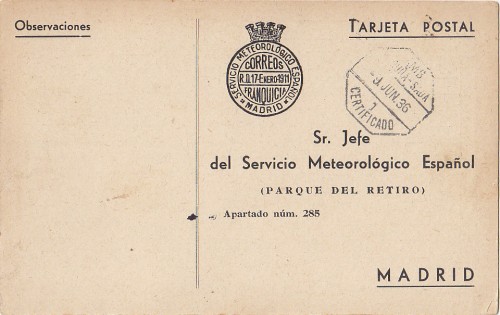 Observaciones
TARJETA POSTAL
SERVICIO METEOROLÓGICO ESPAÑOL
CORREOS
R.D.17-ENERO-1911
FRANQUICIA
MADRID
JUN.36
1
CERTIFICADO
Sr. Jefe
del Servicio Meteorológico Español
(PARQUE DEL RETIRO)
Apartado núm. 285
MADRID